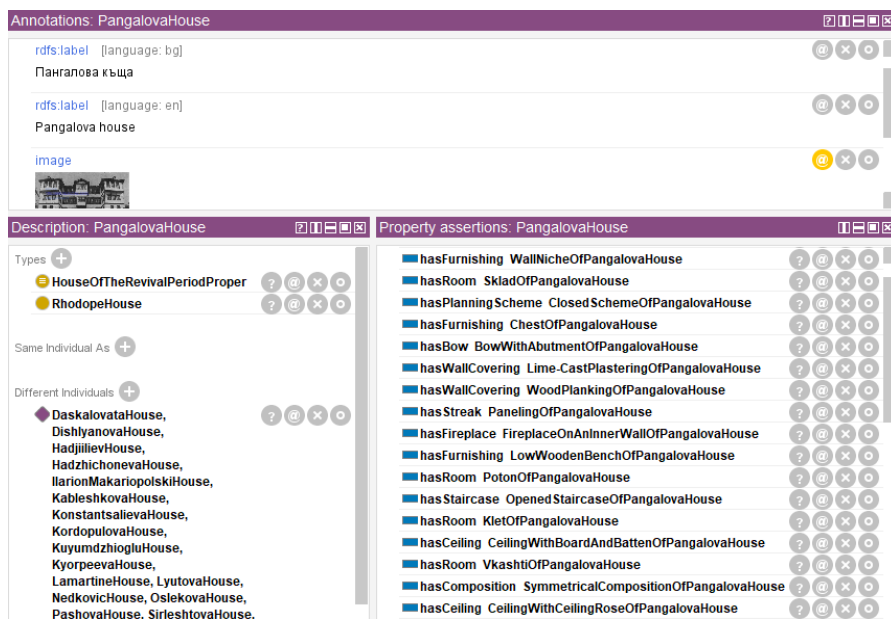 Annotations: PangalovaHouse
rdfs:label [language: bg]
Пангалова къща
rdfs:label [language: en]
Pangalova house
image
Description: PangalovaHouse
Types
HouseOfTheRevivalPeriodProper
RhodopeHouse
Same Individual As
Different Individuals
DaskalovataHouse,
DishlyanovaHouse,
HadjiilievHouse,
HadzhichonevaHouse,
IlarionMakariopolskiHouse,
KableshkovaHouse,
KonstantsalievaHouse,
KordopulovaHouse,
KuyumdzhiogluHouse,
KyorpeevaHouse,
LamartineHouse, LyutovaHouse,
NedkovicHouse, OslekovaHouse,
PashovaHouse, SirleshtovaHouse,
Property assertions: PangalovaHouse
hasFurnishing WallNicheOfPangalovaHouse
hasRoom SkladOfPangalovaHouse
hasPlanningScheme ClosedSchemeOfPangalovaHouse
hasFurnishing ChestOfPangalovaHouse
hasBow BowWithAbutmentOfPangalovaHouse
hasWallCovering Lime-CastPlasteringOfPangalovaHouse
hasWallCovering WoodPlankingOfPangalovaHouse
hasStreak PanelingOfPangalovaHouse
hasFireplace FireplaceOnAnInnerWallOfPangalovaHouse
hasFurnishing LowWoodenBenchOfPangalovaHouse
hasRoom PotonOfPangalovaHouse
hasStaircase OpenedStaircaseOfPangalovaHouse
hasRoom KletOfPangalovaHouse
hasCeiling CeilingWithBoardAndBattenOfPangalovaHouse
hasRoom VkashtiOfPangalovaHouse
hasComposition SymmetricalCompositionOfPangalovaHouse
hasCeiling CeilingWithCeilingRoseOfPangalovaHouse